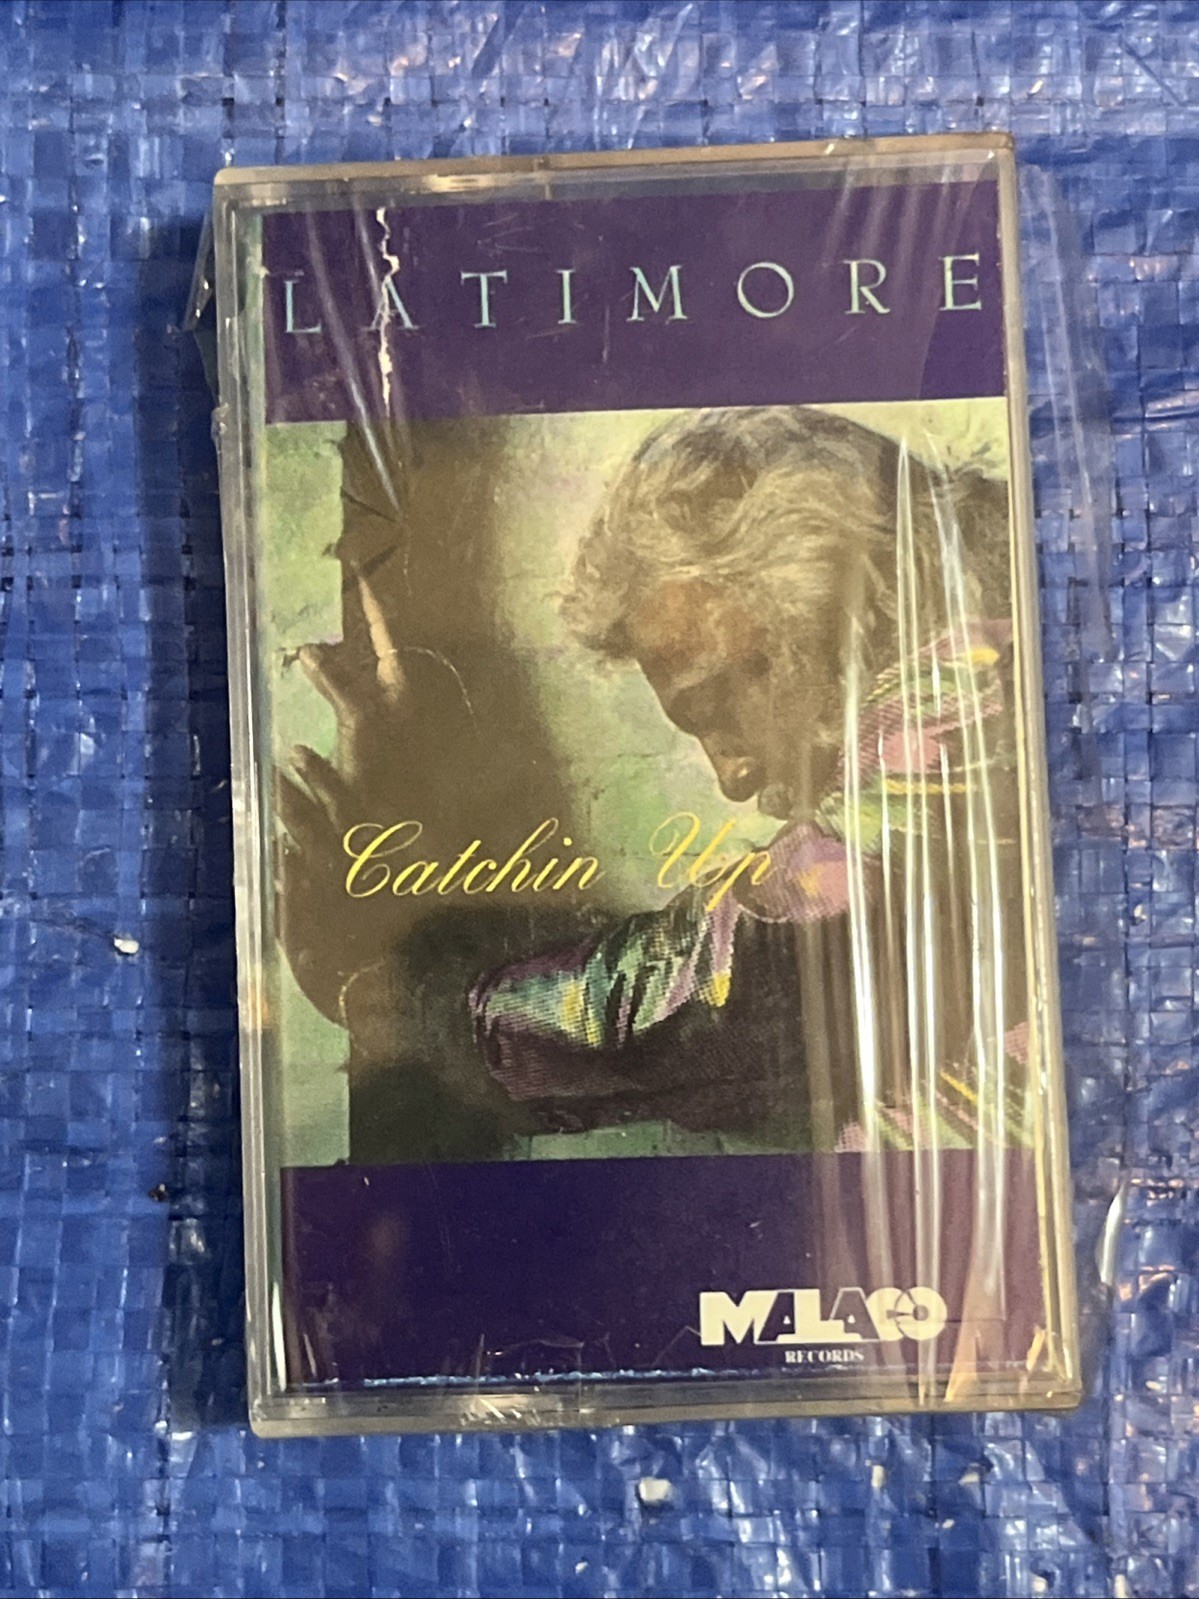 LATIMORE
Catchin Up
MALACO
RECORDS